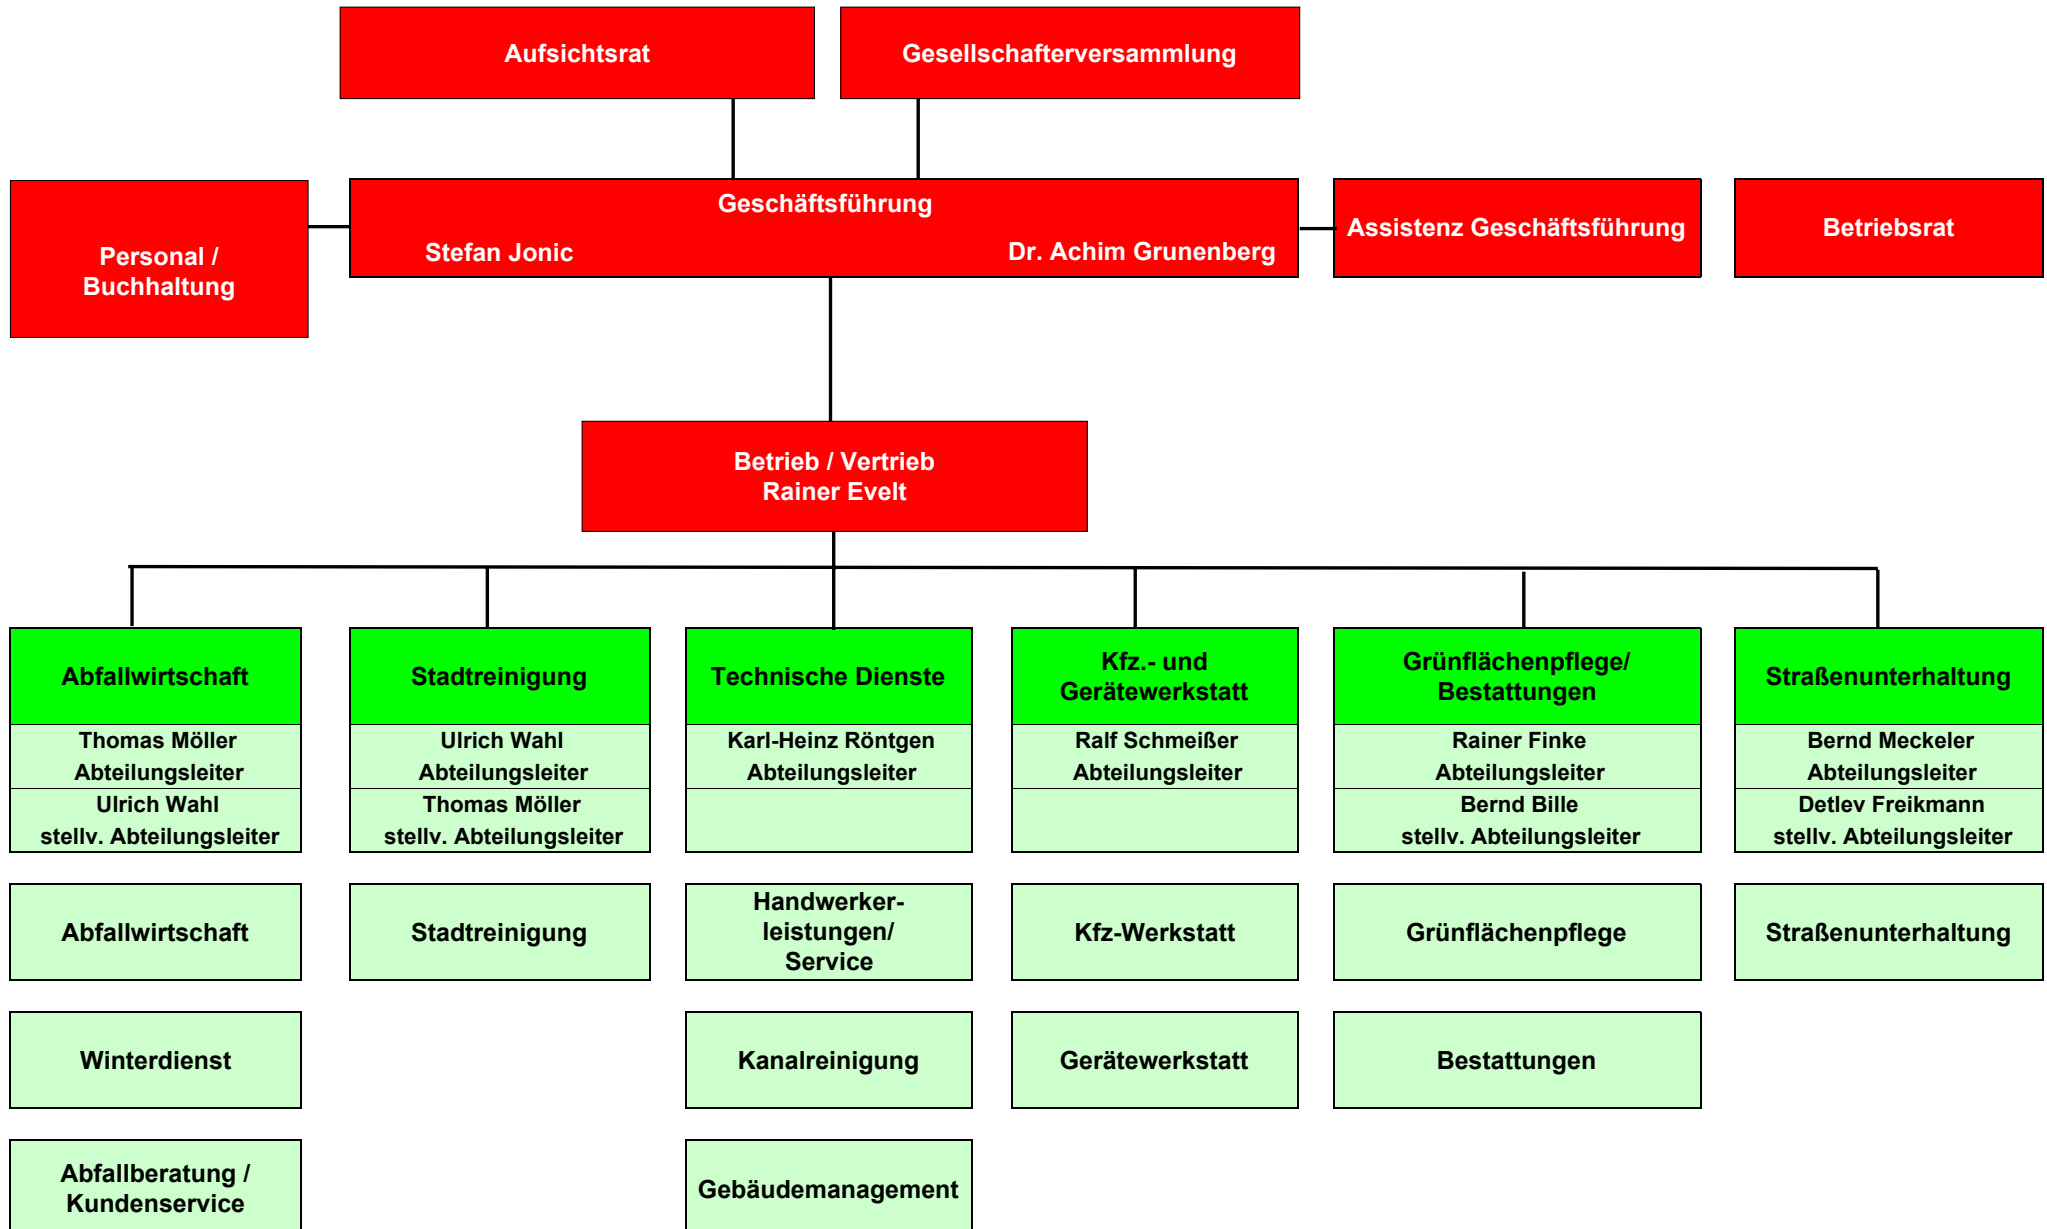 Aufsichtsrat
Gesellschafterversammlung
Personal /
Buchhaltung
Geschäftsführung
Stefan Jonic
Dr. Achim Grunenberg
Assistenz Geschäftsführung
Betriebsrat
Betrieb / Vertrieb
Rainer Evelt
Abfallwirtschaft
Thomas Möller
Abteilungsleiter
Ulrich Wahl
stellv. Abteilungsleiter
Abfallwirtschaft
Winterdienst
Abfallberatung /
Kundenservice
Stadtreinigung
Ulrich Wahl
Abteilungsleiter
Thomas Möller
stellv. Abteilungsleiter
Stadtreinigung
Technische Dienste
Karl-Heinz Röntgen
Abteilungsleiter
Handwerker-
leistungen/
Service
Kanalreinigung
Gebäudemanagement
Kfz.- und
Gerätewerkstatt
Ralf Schmeißer
Abteilungsleiter
Kfz-Werkstatt
Gerätewerkstatt
Grünflächenpflege/
Bestattungen
Rainer Finke
Abteilungsleiter
Bernd Bille
stellv. Abteilungsleiter
Grünflächenpflege
Bestattungen
Straßenunterhaltung
Bernd Meckeler
Abteilungsleiter
Detlev Freikmann
stellv. Abteilungsleiter
Straßenunterhaltung